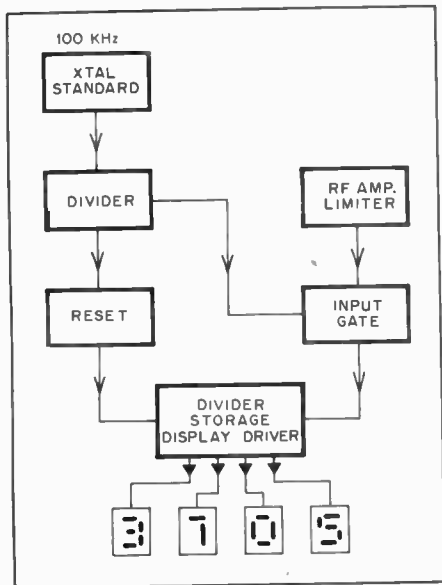 100 KHz
XTAL
STANDARD
DIVIDER
RF AMP.
LIMITER
RESET
INPUT
GATE
DIVIDER
STORAGE
DISPLAY DRIVER
3 7 0 5